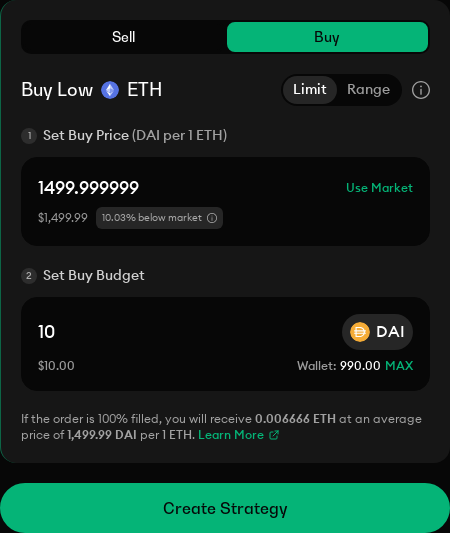 Sell Buy
Buy Low ETH Limit Range
1 Set Buy Price (DAI per 1 ETH)
1499.999999 Use Market
$1,499.99 10.03% below market
2 Set Buy Budget
10 DAI
$10.00 Wallet: 990.00 MAX
If the order is 100% filled, you will receive 0.006666 ETH at an average
price of 1,499.99 DAI per 1 ETH. Learn More
Create Strategy